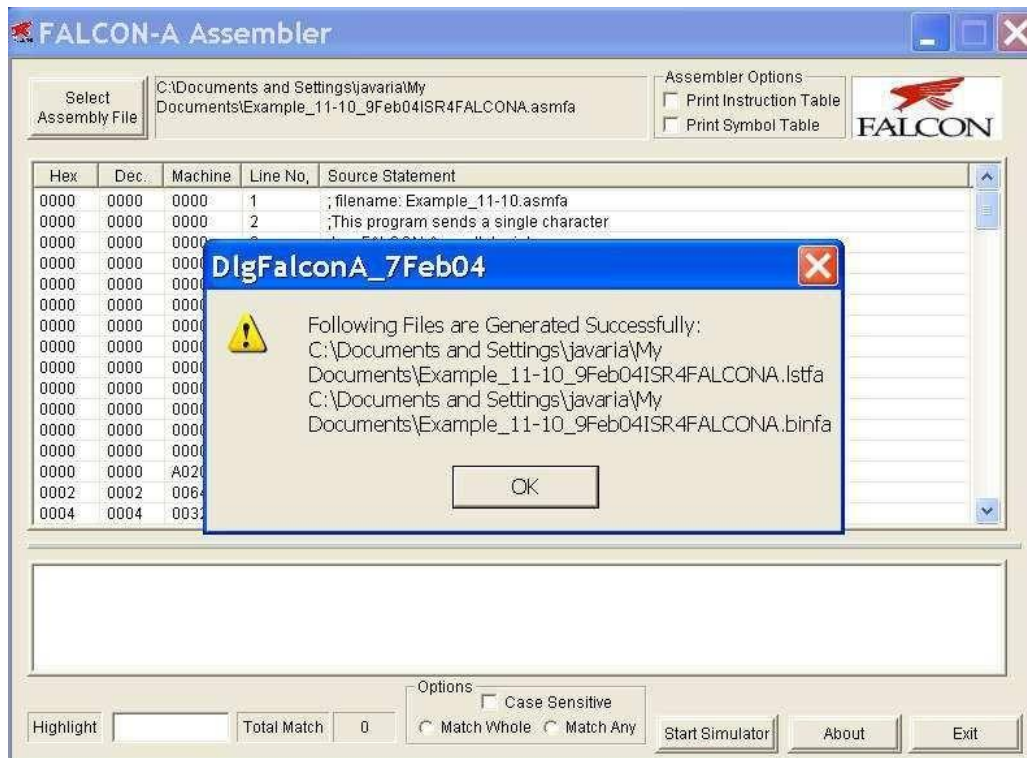 FALCON-A Assembler
Select
Assembly File
C:\Documents and Settings\javaria\My
Documents\Example_11-10_9Feb04ISR4FALCONA.asmfa
Assembler Options
Print Instruction Table
Print Symbol Table
FALCON
Hex Dec. Machine Line No, Source Statement
0000 0000 0000 1 ; filename: Example_11-10.asmfa
0000 0000 0000 2 ;This program sends a single character
0000 0000 0000
0000 0000
0000 0000
0000 0000
0000 0000
0000 0000
0000 0000
0000 0000
0000 0000
0000 0000
0000 0000
0000 0000
0002 0002
0004 0004
DlgFalconA_7Feb04
Following Files are Generated Successfully:
C:\Documents and Settings\javaria\My
Documents\Example_11-10_9Feb04ISR4FALCONA.lstfa
C:\Documents and Settings\javaria\My
Documents\Example_11-10_9Feb04ISR4FALCONA.binfa
OK
Options
Case Sensitive
Highlight
Total Match 0
Match Whole Match Any
Start Simulator
About
Exit